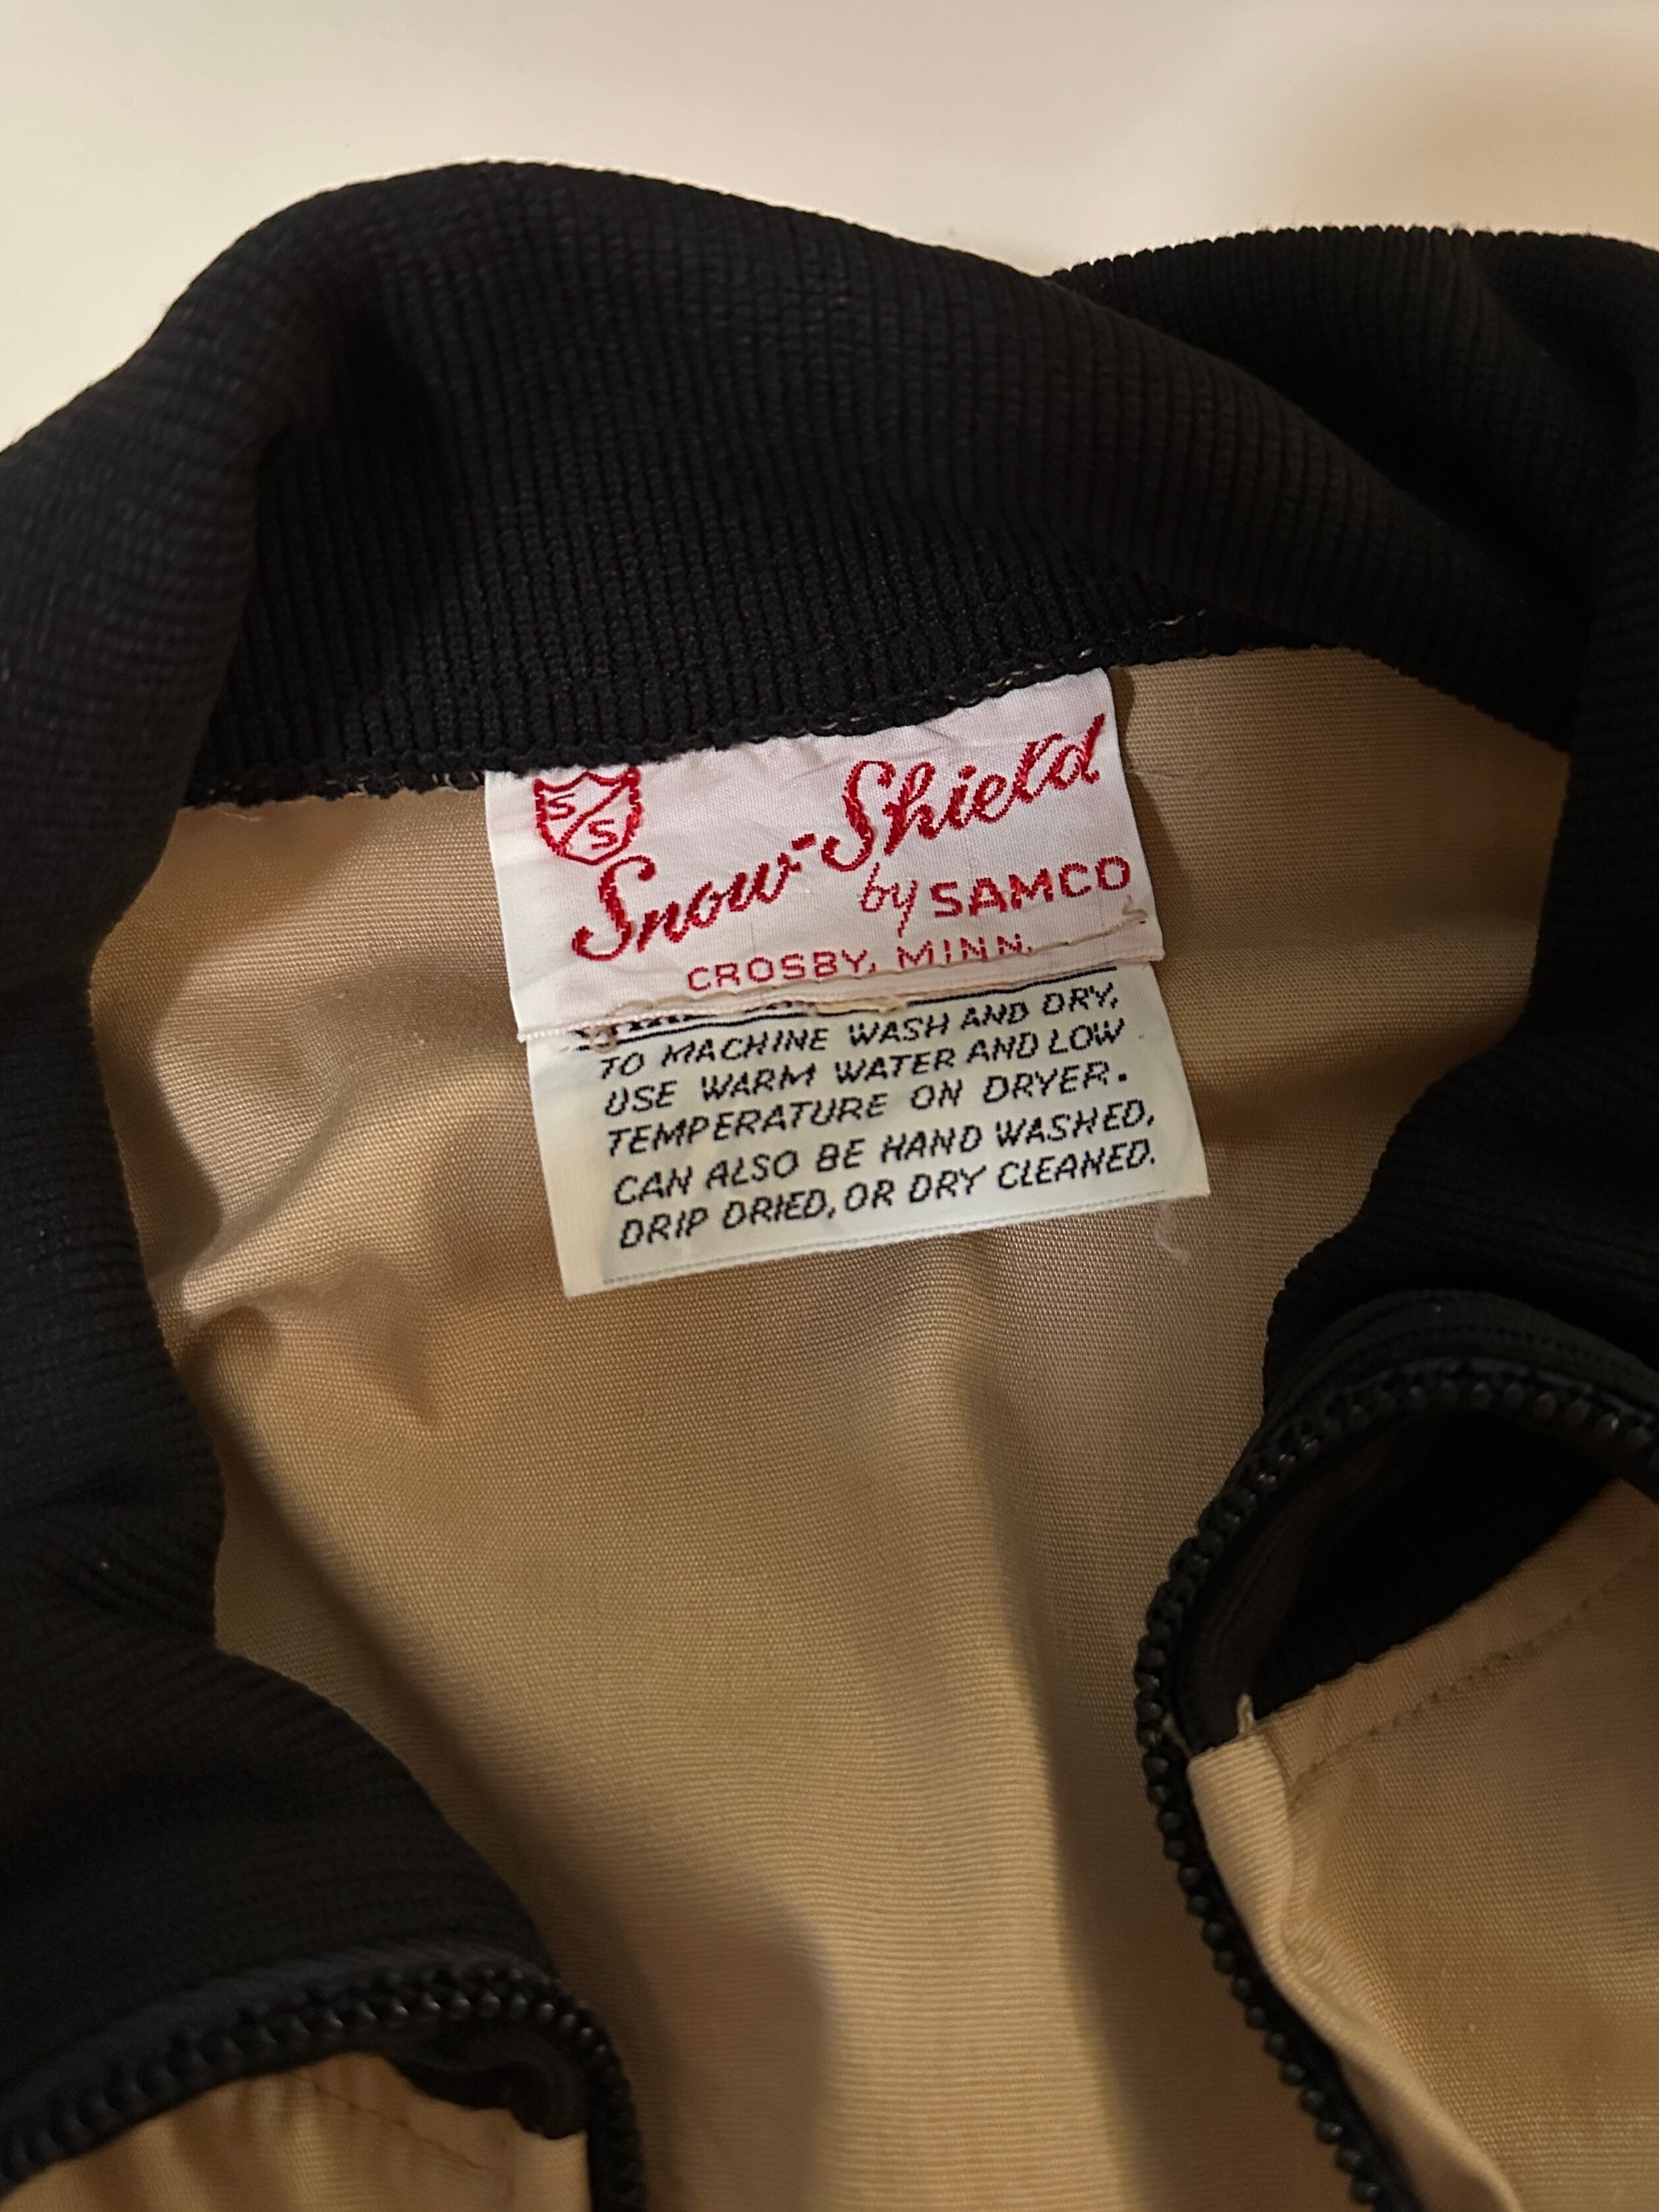 S
S
Snow-Shield
by SAMCO
CROSBY, MINN.
TO MACHINE WASH AND DRY,
USE WARM WATER AND LOW
TEMPERATURE ON DRYER.
CAN ALSO BE HAND WASHED,
DRIP DRIED, OR DRY CLEANED.